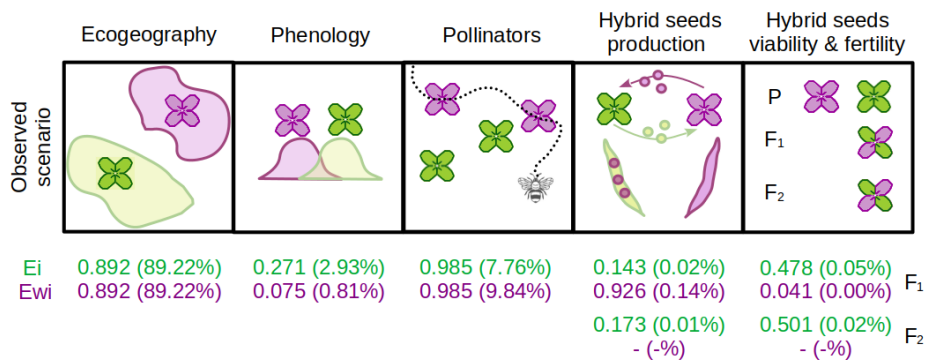 Ecogeography Phenology Pollinators Hybrid seeds production Hybrid seeds viability & fertility
Observed scenario
P
F1
F2
Ei 0.892 (89.22%) 0.271 (2.93%) 0.985 (7.76%) 0.143 (0.02%) 0.478 (0.05%)
Ewi 0.892 (89.22%) 0.075 (0.81%) 0.985 (9.84%) 0.926 (0.14%) 0.041 (0.00%) F1
0.173 (0.01%) 0.501 (0.02%) F2
- (-%) - (-%)